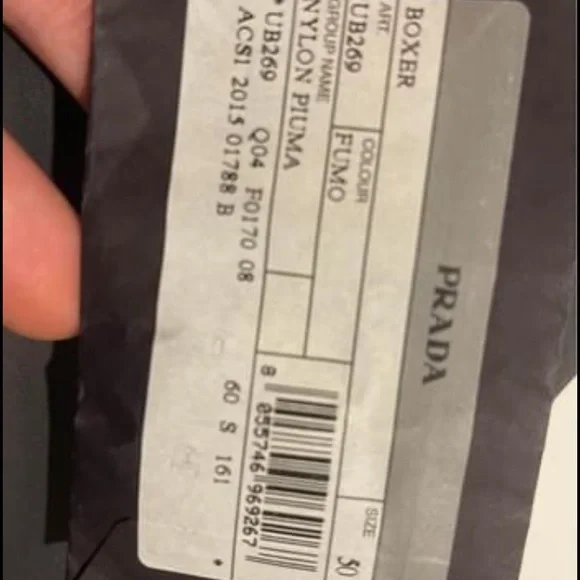 PRADA
BOXER
ART. COLOUR SIZE
UB269 FUMO 50
GROUP NAME
NYLON PIUMA
8 055746 969267
*UB269 Q04 F0170 08 60 S 161 *
ACS1 2015 01788 B